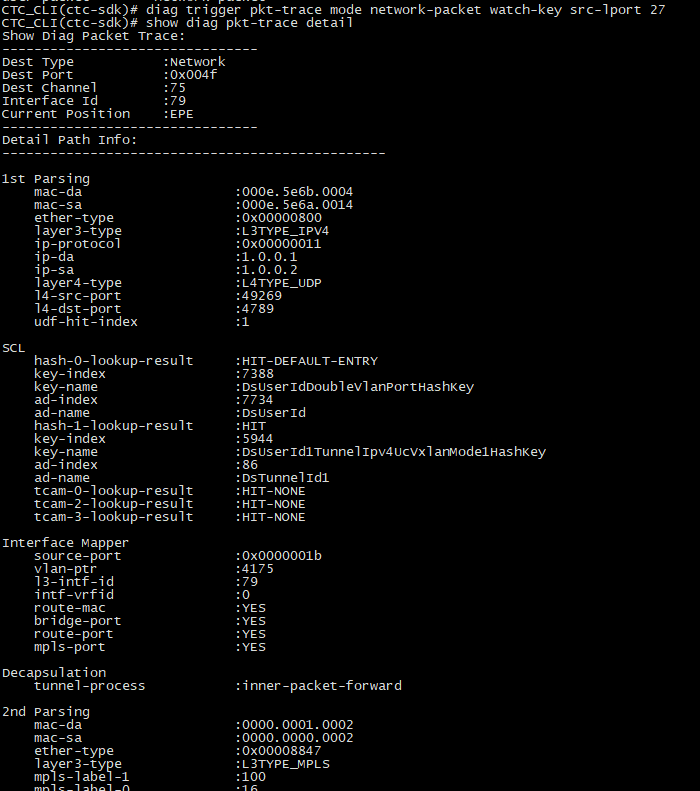 CTC_CLI(ctc-sdk)# diag trigger pkt-trace mode network-packet watch-key src-lport 27
CTC_CLI(ctc-sdk)# show diag pkt-trace detail
Show Diag Packet Trace:
--------------------------------
Dest Type           :Network
Dest Port           :0x004f
Dest Channel        :75
Interface Id        :79
Current Position    :EPE
--------------------------------
Detail Path Info:
------------------------------------------------
1st Parsing
    mac-da                   :000e.5e6b.0004
    mac-sa                   :000e.5e6a.0014
    ether-type               :0x00000800
    layer3-type              :L3TYPE_IPV4
    ip-protocol              :0x00000011
    ip-da                    :1.0.0.1
    ip-sa                    :1.0.0.2
    layer4-type              :L4TYPE_UDP
    l4-src-port              :49269
    l4-dst-port              :4789
    udf-hit-index            :1
SCL
    hash-0-lookup-result     :HIT-DEFAULT-ENTRY
    key-index                :7388
    key-name                 :DsUserIdDoubleVlanPortHashKey
    ad-index                 :7734
    ad-name                  :DsUserId
    hash-1-lookup-result     :HIT
    key-index                :5944
    key-name                 :DsUserId1TunnelIpv4UcVxlanMode1HashKey
    ad-index                 :86
    ad-name                  :DsTunnelId1
    tcam-0-lookup-result     :HIT-NONE
    tcam-2-lookup-result     :HIT-NONE
    tcam-3-lookup-result     :HIT-NONE
Interface Mapper
    source-port              :0x0000001b
    vlan-ptr                 :4175
    l3-intf-id               :79
    intf-vrfid               :0
    route-mac                :YES
    bridge-port              :YES
    route-port               :YES
    mpls-port                :YES
Decapsulation
    tunnel-process           :inner-packet-forward
2nd Parsing
    mac-da                   :0000.0001.0002
    mac-sa                   :0000.0000.0002
    ether-type               :0x00008847
    layer3-type              :L3TYPE_MPLS
    mpls-label-1             :100
    mpls-label-0             :16